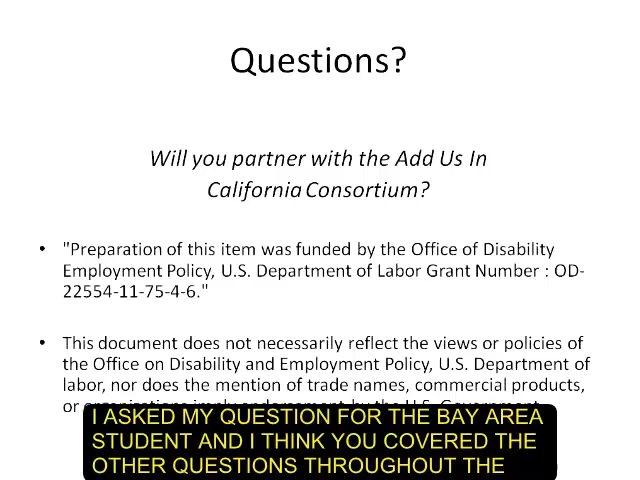 Questions?
Will you partner with the Add Us In
California Consortium?
• "Preparation of this item was funded by the Office of Disability
Employment Policy, U.S. Department of Labor Grant Number : OD-
22554-11-75-4-6."
• This document does not necessarily reflect the views or policies of
the Office on Disability and Employment Policy, U.S. Department of
labor, nor does the mention of trade names, commercial products,
or organizations imply endorsement by the U.S. Government
I ASKED MY QUESTION FOR THE BAY AREA
STUDENT AND I THINK YOU COVERED THE
OTHER QUESTIONS THROUGHOUT THE